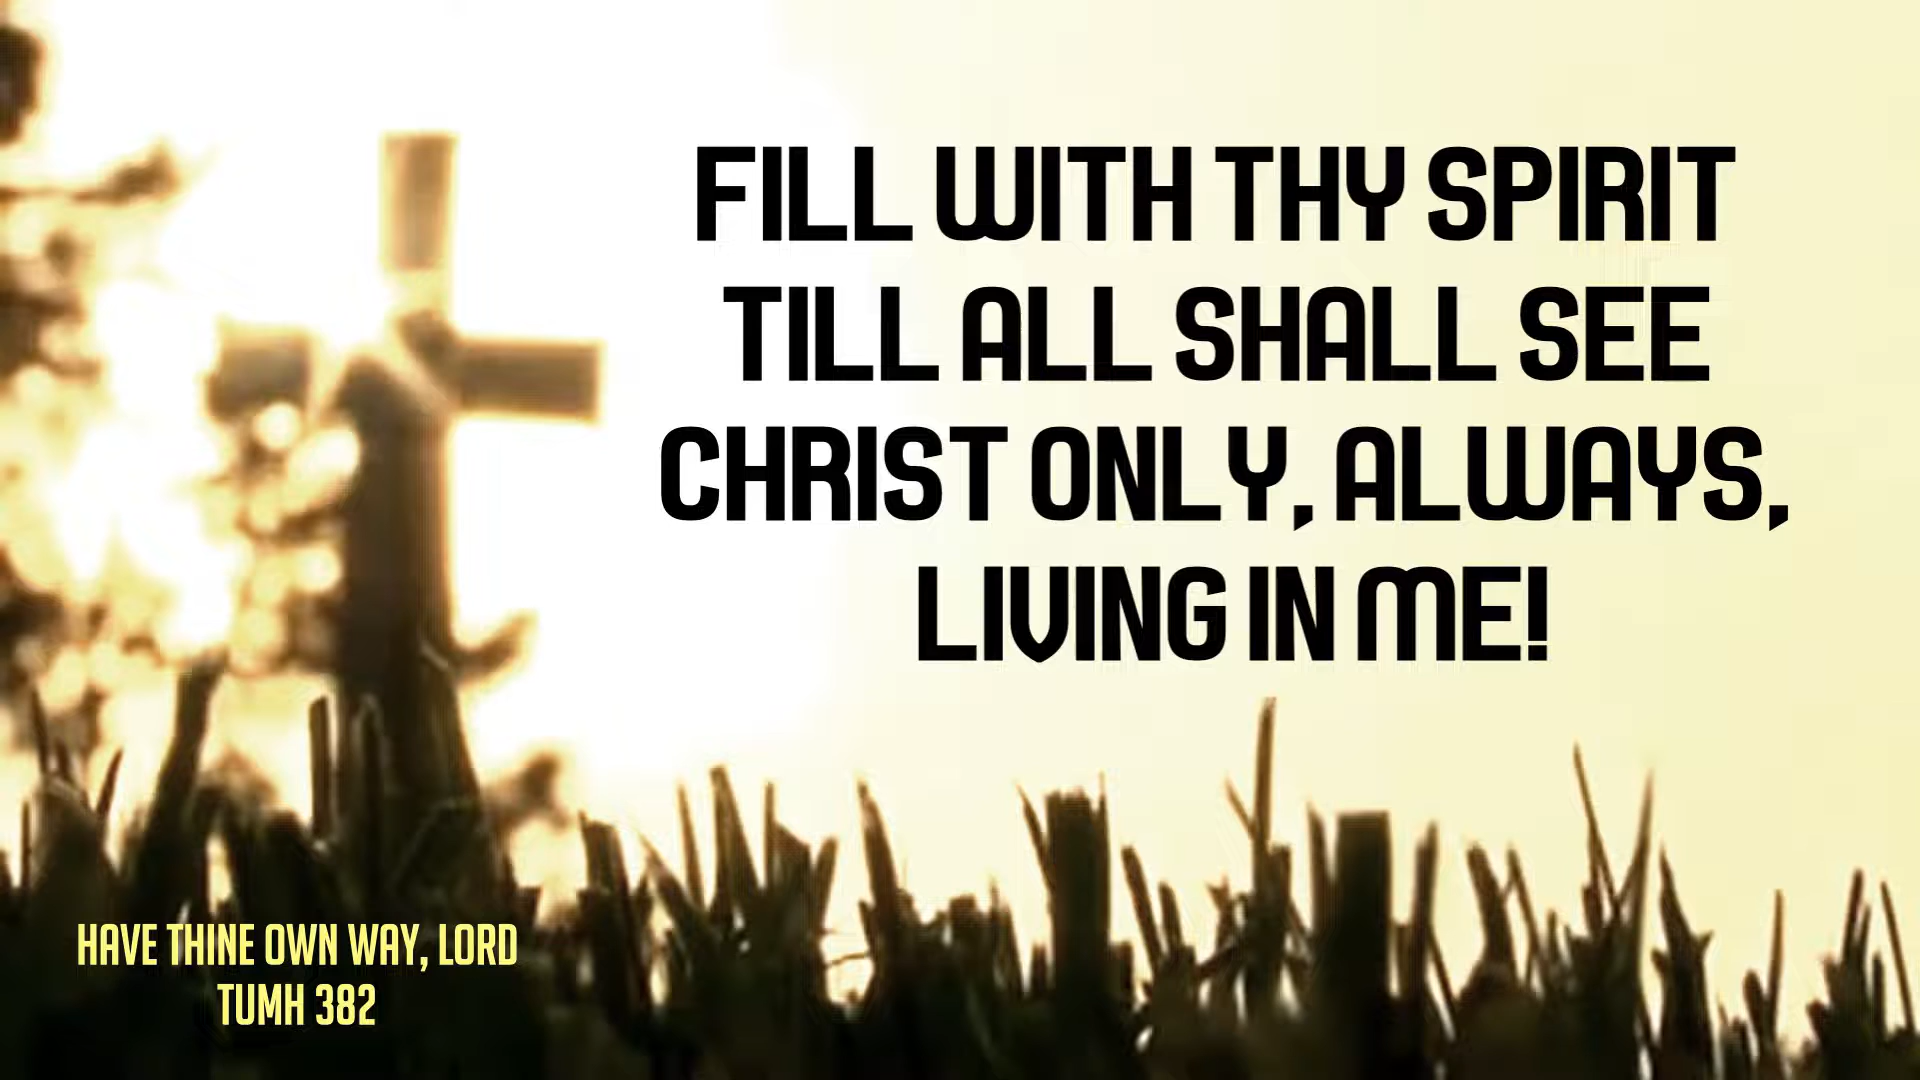 FILL WITH THY SPIRIT
TILL ALL SHALL SEE
CHRIST ONLY, ALWAYS,
LIVING IN ME!
HAVE THINE OWN WAY, LORD
TUMH 382